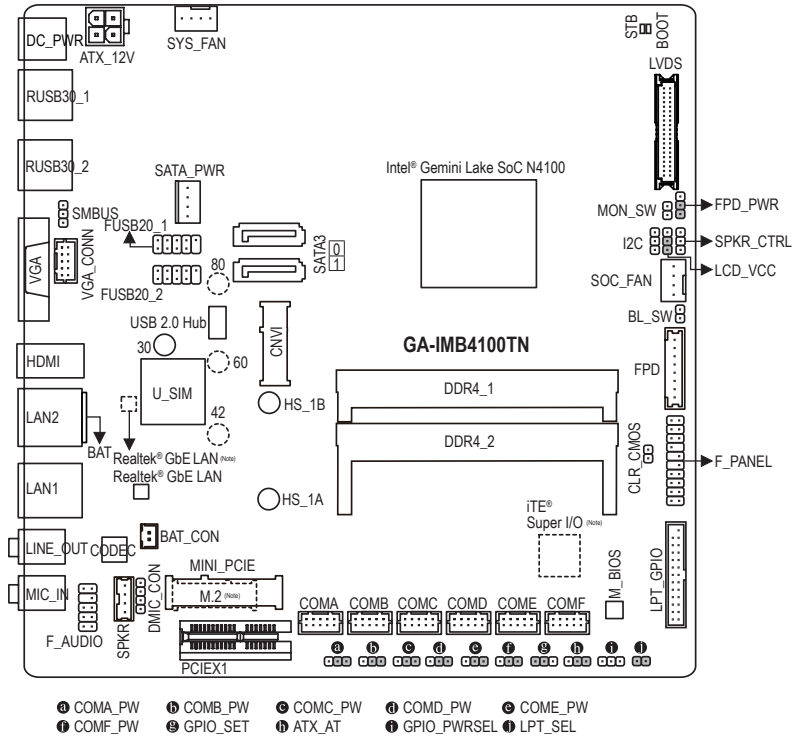 DC_PWR
ATX_12V
SYS_FAN
STB
BOOT
LVDS
RUSB30_1
RUSB30_2
SATA_PWR
Intel® Gemini Lake SoC N4100
SMBUS
FUSB20_1
VGA
VGA_CONN
FUSB20_2
SATA3
0
1
80
MON_SW
FPD_PWR
I2C
SPKR_CTRL
LCD_VCC
SOC_FAN
BL_SW
USB 2.0 Hub
CNVI
30
60
42
GA-IMB4100TN
HDMI
U_SIM
FPD
DDR4_1
HS_1B
LAN2
BAT
DDR4_2
CLR_CMOS
F_PANEL
Realtek® GbE LAN (Note)
Realtek® GbE LAN
LAN1
HS_1A
iTE®
Super I/O (Note)
LINE_OUT
CODEC
BAT_CON
MINI_PCIE
M.2 (Note)
M_BIOS
LPT_GPIO
MIC_IN
F_AUDIO
SPKR
DMIC_CON
COMA
COMB
COMC
COMD
COME
COMF
PCIEX1
a b c d e f g h i j
a COMA_PW b COMB_PW c COMC_PW d COMD_PW e COME_PW
f COMF_PW g GPIO_SET h ATX_AT i GPIO_PWRSEL j LPT_SEL